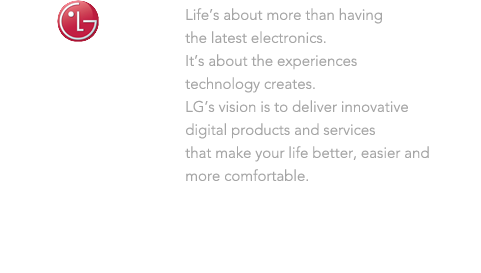 LG
Life's about more than having
the latest electronics.
It's about the experiences
technology creates.
LG's vision is to deliver innovative
digital products and services
that make your life better, easier and
more comfortable.